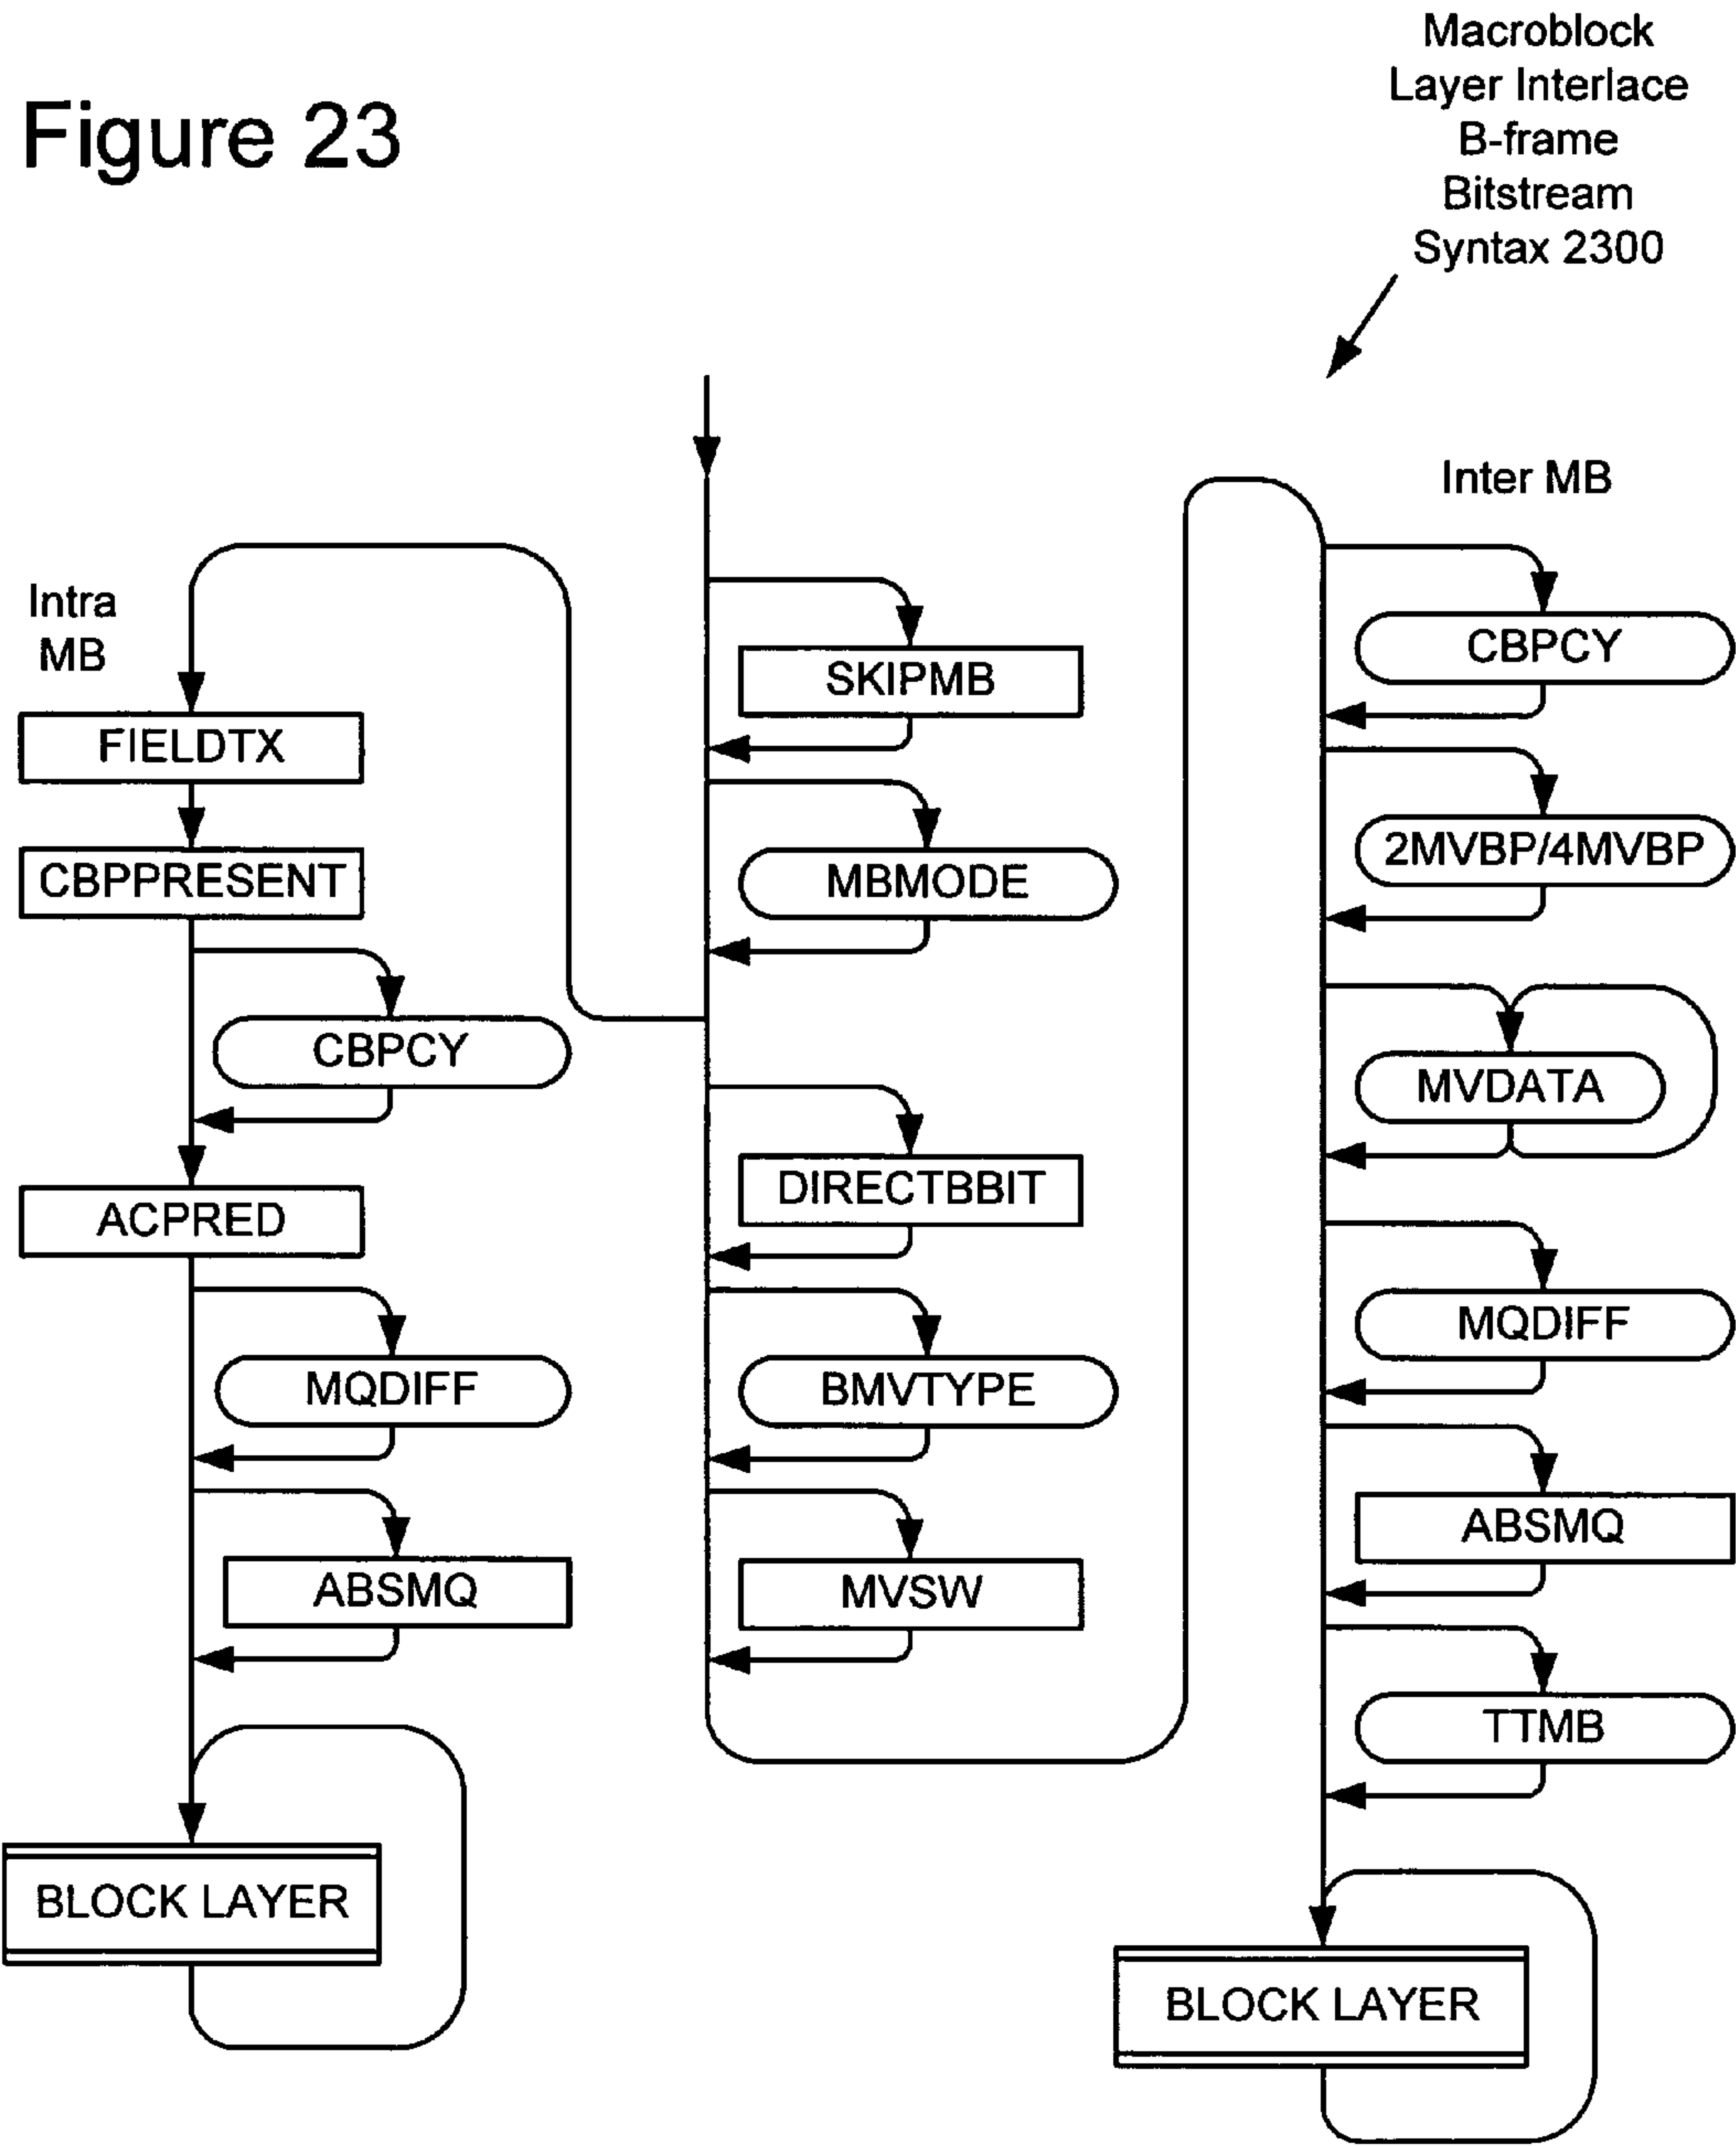 Figure 23
Macroblock
Layer Interlace
B-frame
Bitstream
Syntax 2300
Intra
MB
FIELDTX
CBPPRESENT
CBPCY
ACPRED
MQDIFF
ABSMQ
BLOCK LAYER
SKIPMB
MBMODE
DIRECTBBIT
BMVTYPE
MVSW
Inter MB
CBPCY
2MVBP/4MVBP
MVDATA
MQDIFF
ABSMQ
TTMB
BLOCK LAYER